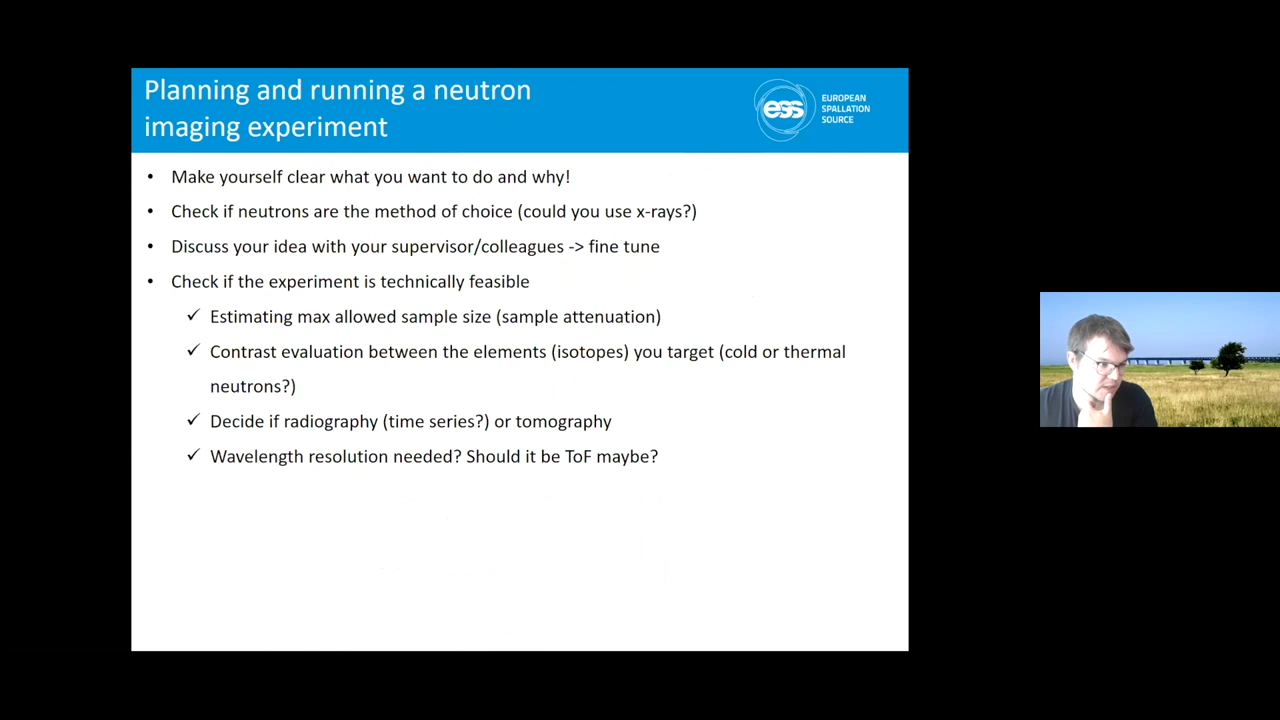 Planning and running a neutron
imaging experiment
ess
EUROPEAN
SPALLATION
SOURCE
• Make yourself clear what you want to do and why!
• Check if neutrons are the method of choice (could you use x-rays?)
• Discuss your idea with your supervisor/colleagues -> fine tune
• Check if the experiment is technically feasible
✓ Estimating max allowed sample size (sample attenuation)
✓ Contrast evaluation between the elements (isotopes) you target (cold or thermal
neutrons?)
✓ Decide if radiography (time series?) or tomography
✓ Wavelength resolution needed? Should it be ToF maybe?